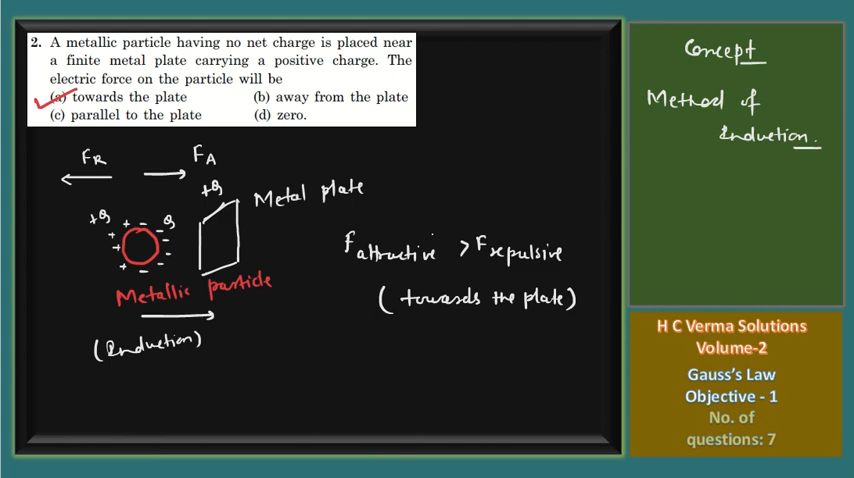 2. A metallic particle having no net charge is placed near
a finite metal plate carrying a positive charge. The
electric force on the particle will be
(a) towards the plate (b) away from the plate
(c) parallel to the plate (d) zero.
Concept
Method of
Induction.
FR FA
+Q Metal plate
+Q + - Q
+ -
+ -
+ - -
Fattractive > Frepulsive
Metallic particle
(towards the plate)
(Induction)
H C Verma Solutions
Volume-2
Gauss's Law
Objective - 1
No. of
questions: 7